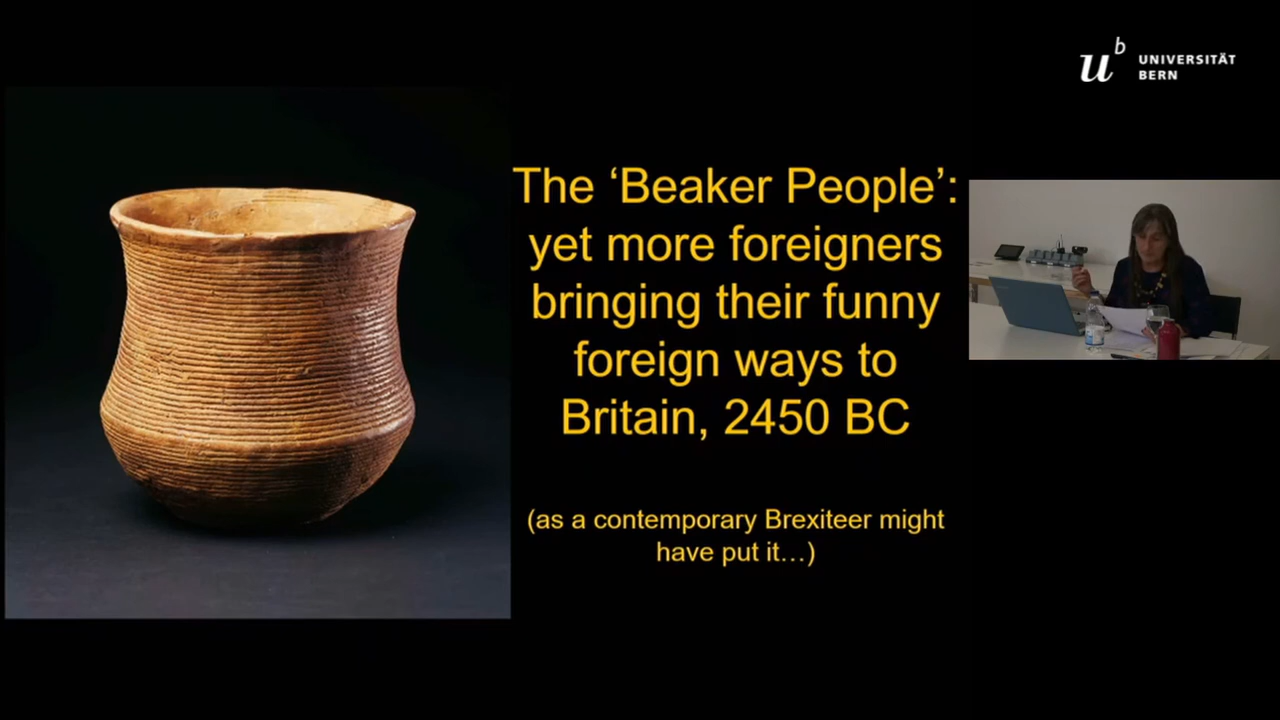 The ‘Beaker People’:
yet more foreigners
bringing their funny
foreign ways to
Britain, 2450 BC
(as a contemporary Brexiteer might
have put it…)
u
b
UNIVERSITÄT
BERN